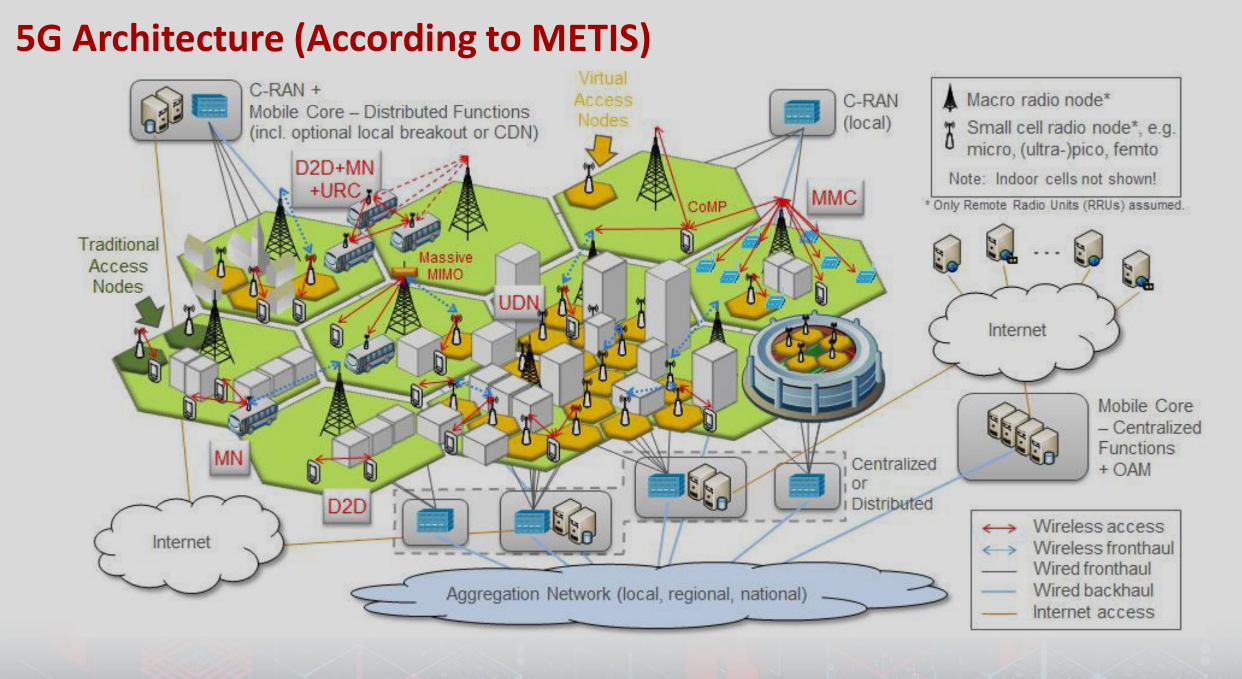 5G Architecture (According to METIS)
C-RAN +
Mobile Core – Distributed Functions
(incl. optional local breakout or CDN)
Virtual
Access
Nodes
C-RAN
(local)
Macro radio node*
Small cell radio node*, e.g.
micro, (ultra-)pico, femto
Note: Indoor cells not shown!
* Only Remote Radio Units (RRUs) assumed.
D2D+MN
+URC
CoMP
MMC
Traditional
Access
Nodes
Massive
MIMO
UDN
Internet
MN
D2D
Mobile Core
– Centralized
Functions
+ OAM
Centralized
or
Distributed
Internet
Aggregation Network (local, regional, national)
Wireless access
Wireless fronthaul
Wired fronthaul
Wired backhaul
Internet access